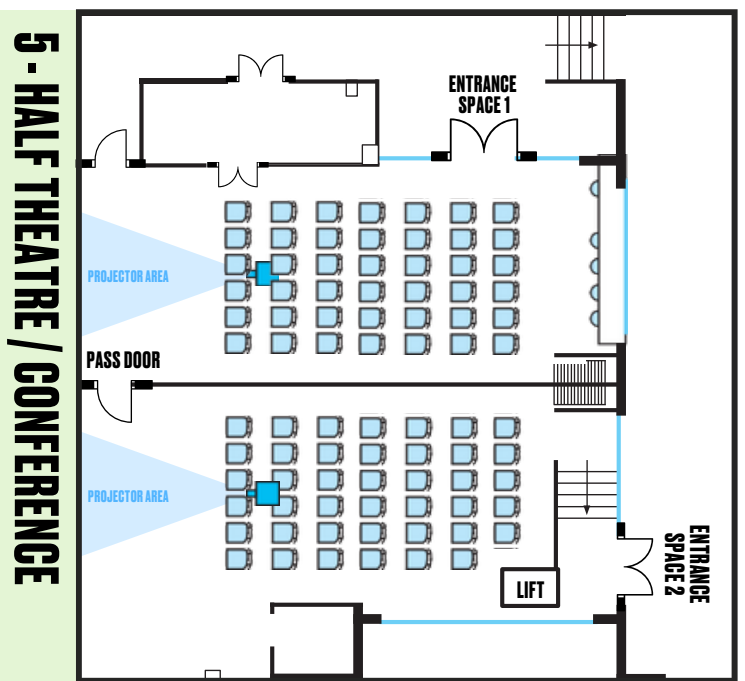 5 - HALF THEATRE / CONFERENCE
ENTRANCE
SPACE 1
PROJECTOR AREA
PASS DOOR
PROJECTOR AREA
ENTRANCE
SPACE 2
LIFT